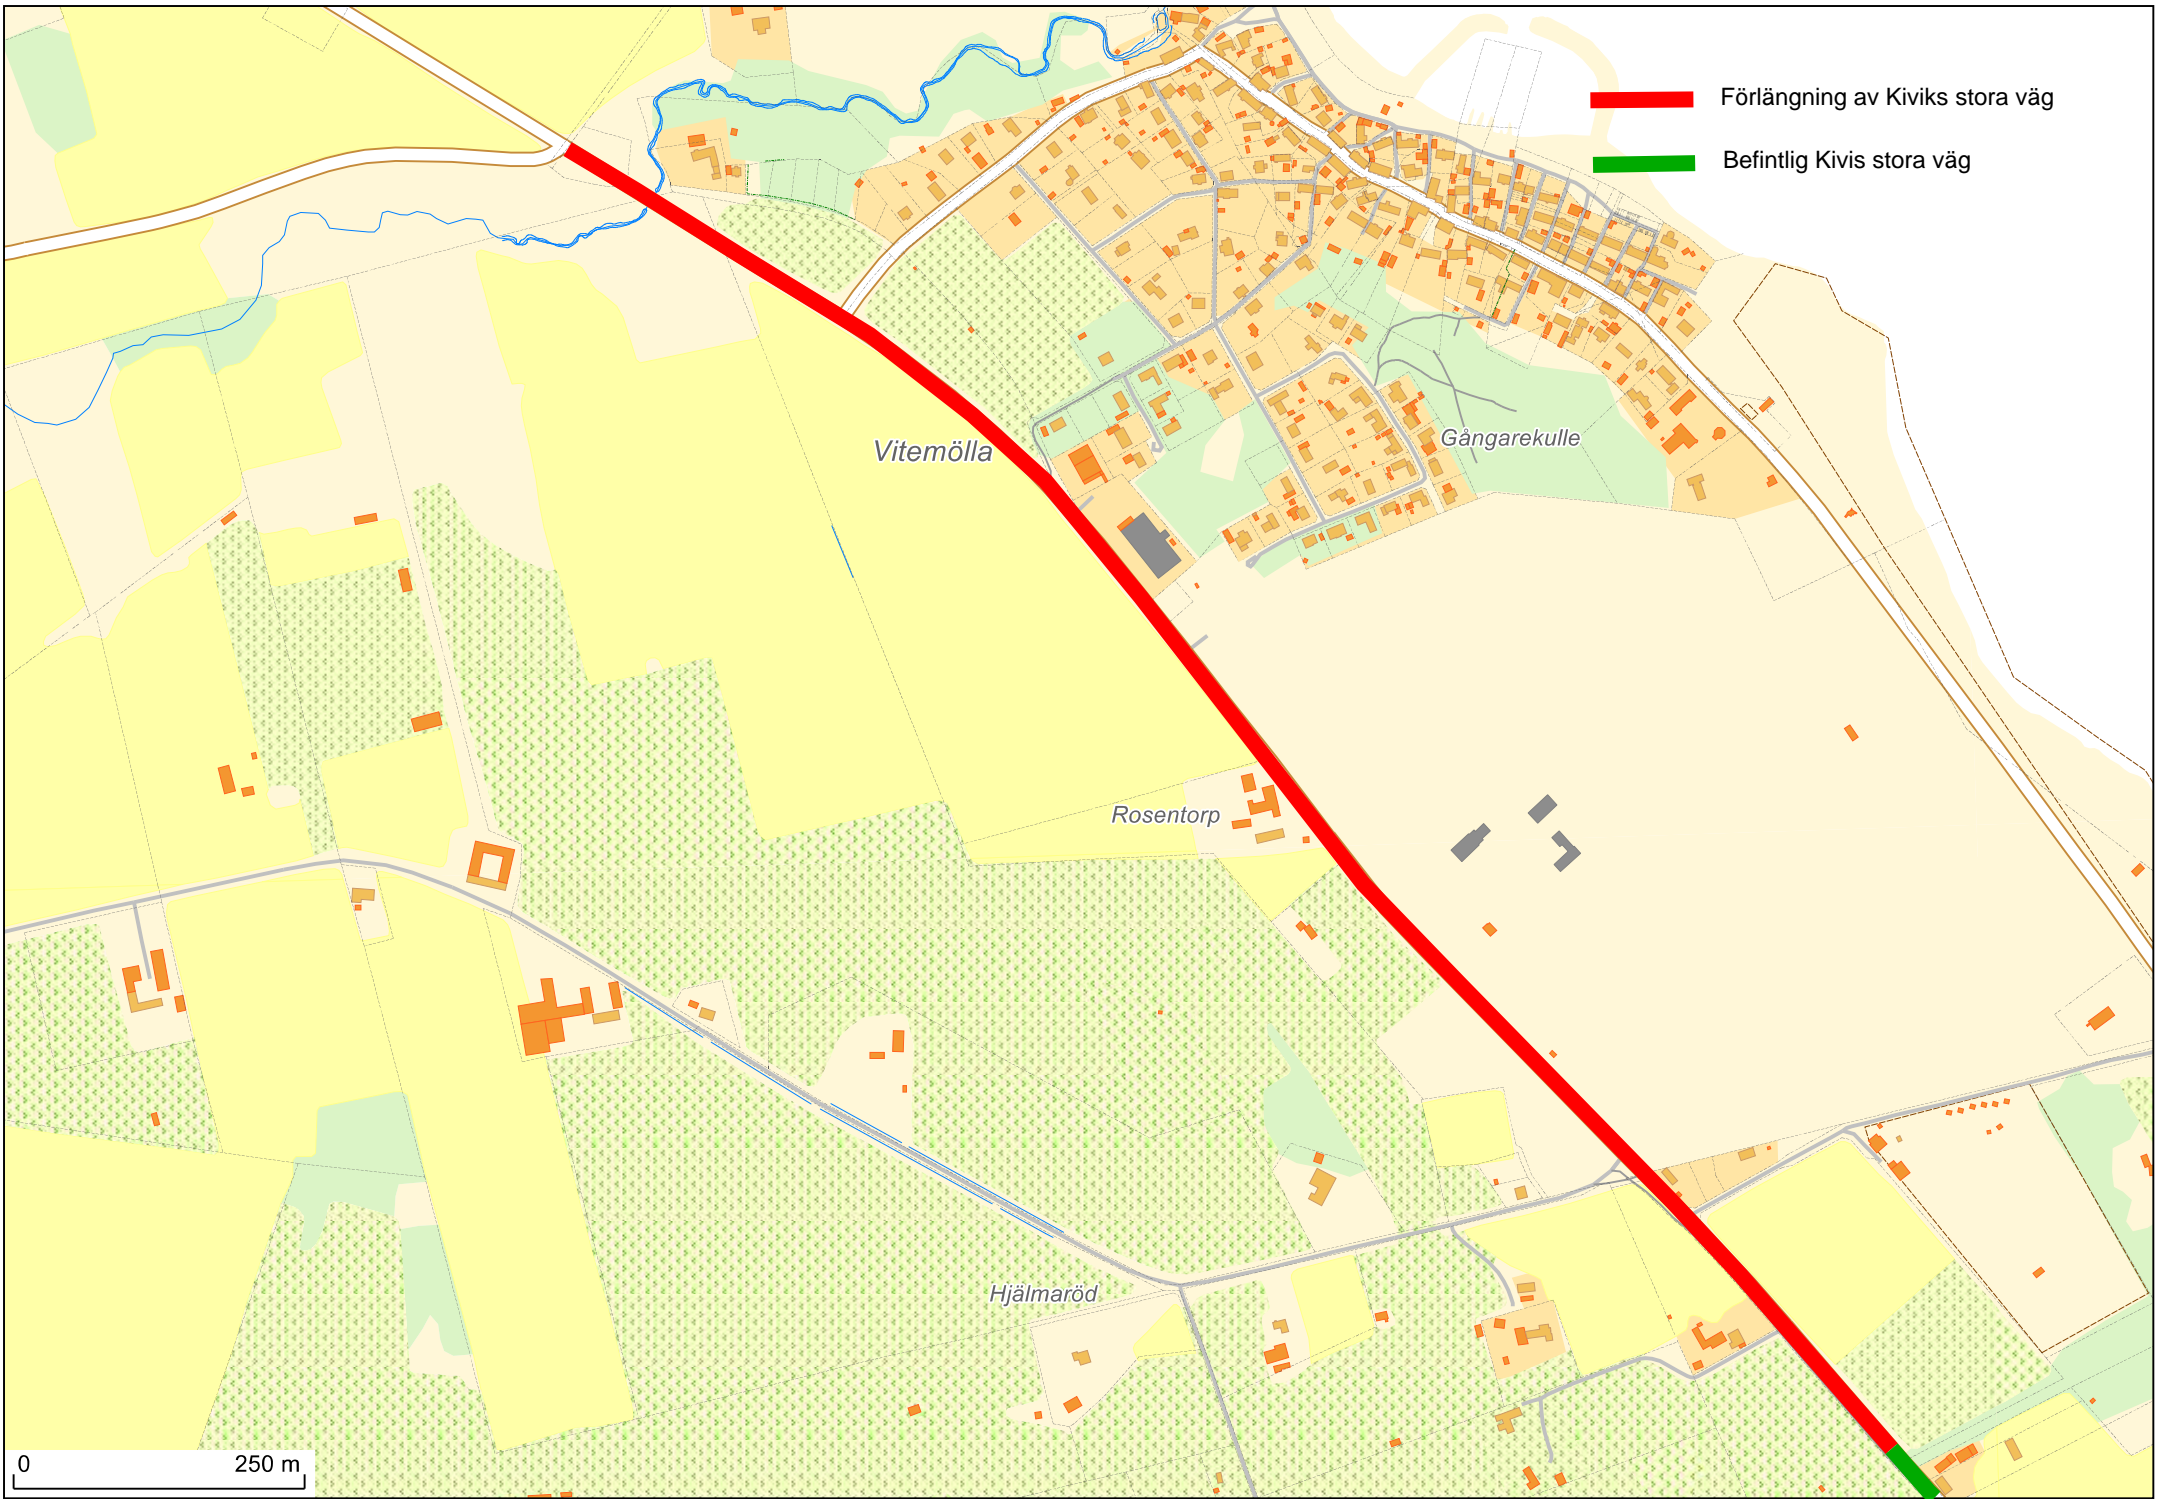 Förlängning av Kiviks stora väg
Befintlig Kivis stora väg
Vitemölla
Gångarekulle
Rosentorp
Hjälmaröd
0 250 m